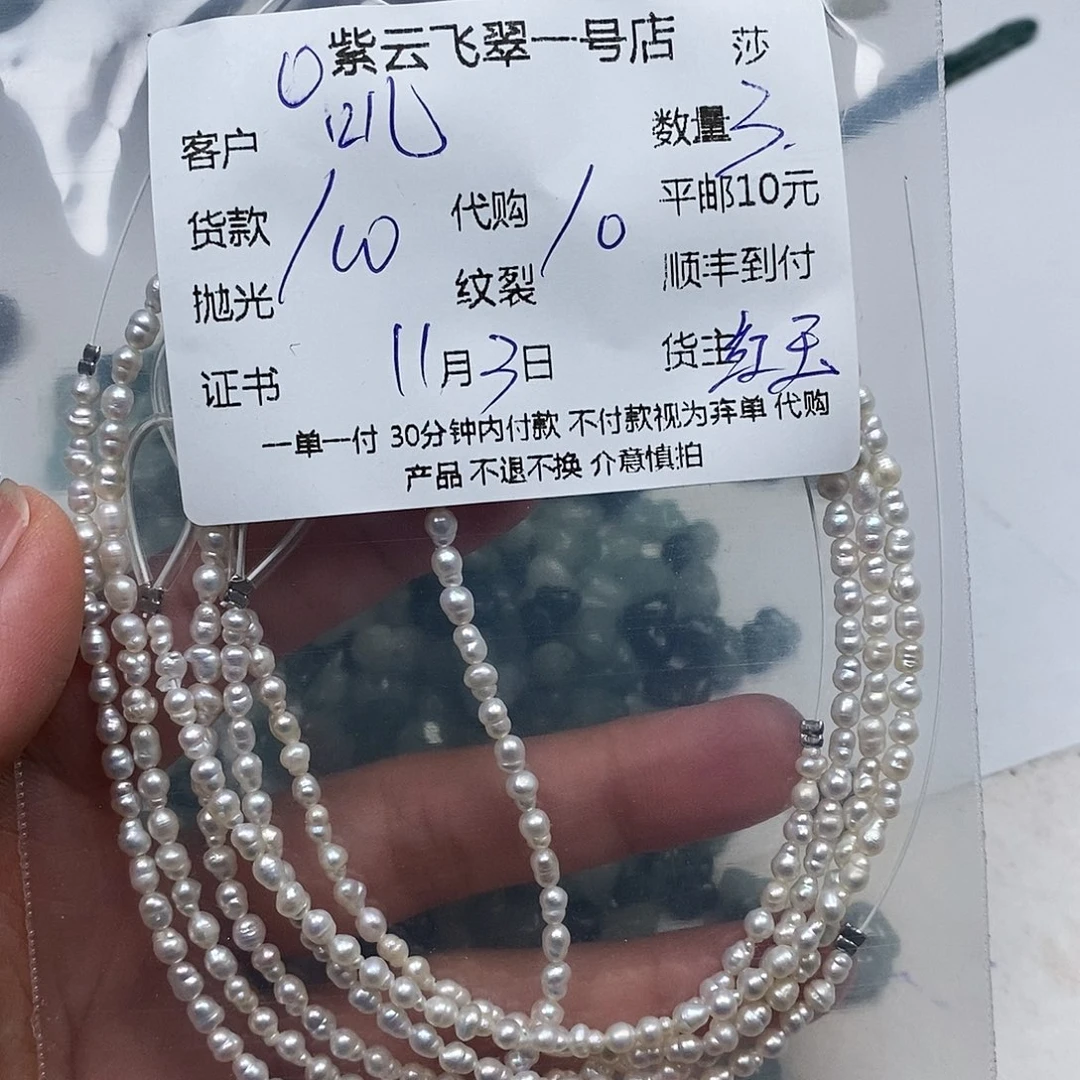 紫云飞翠一号店 莎
客户 数量 3.
货款 100 代购 10 平邮10元
抛光 纹裂 顺丰到付
证书 11月3日 货主 红天
一单一付 30分钟内付款 不付款视为弃单 代购
产品 不退不换 介意慎拍